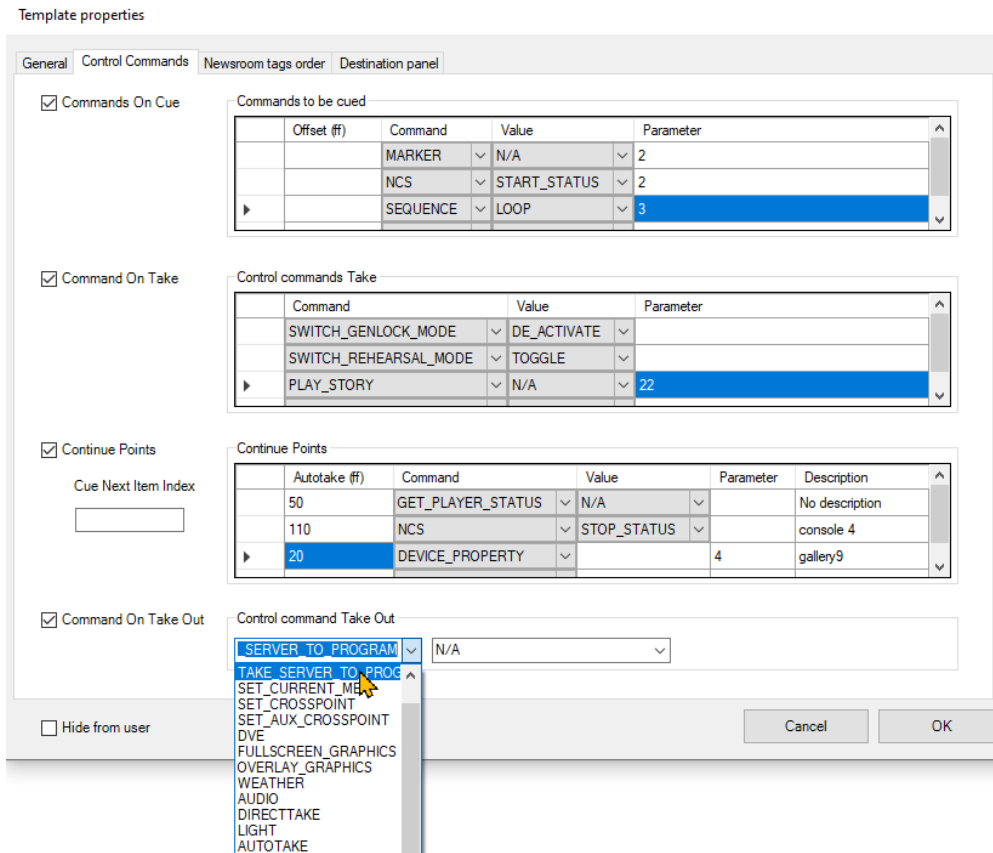 Template properties
General Control Commands Newsroom tags order Destination panel
Commands On Cue
Commands to be cued
Offset (ff) Command Value Parameter
MARKER N/A 2
NCS START_STATUS 2
SEQUENCE LOOP 3
Command On Take
Control commands Take
Command Value Parameter
SWITCH_GENLOCK_MODE DE_ACTIVATE
SWITCH_REHEARSAL_MODE TOGGLE
PLAY_STORY N/A 22
Continue Points
Continue Points
Cue Next Item Index
Autotake (ff) Command Value Parameter Description
50 GET_PLAYER_STATUS N/A No description
110 NCS STOP_STATUS console 4
20 DEVICE_PROPERTY 4 gallery9
Command On Take Out
Control command Take Out
_SERVER_TO_PROGRAM N/A
TAKE_SERVER_TO_PROG
SET_CURRENT_ME
SET_CROSSPOINT
SET_AUX_CROSSPOINT
DVE
FULLSCREEN_GRAPHICS
OVERLAY_GRAPHICS
WEATHER
AUDIO
DIRECTTAKE
LIGHT
AUTOTAKE
Hide from user
Cancel OK